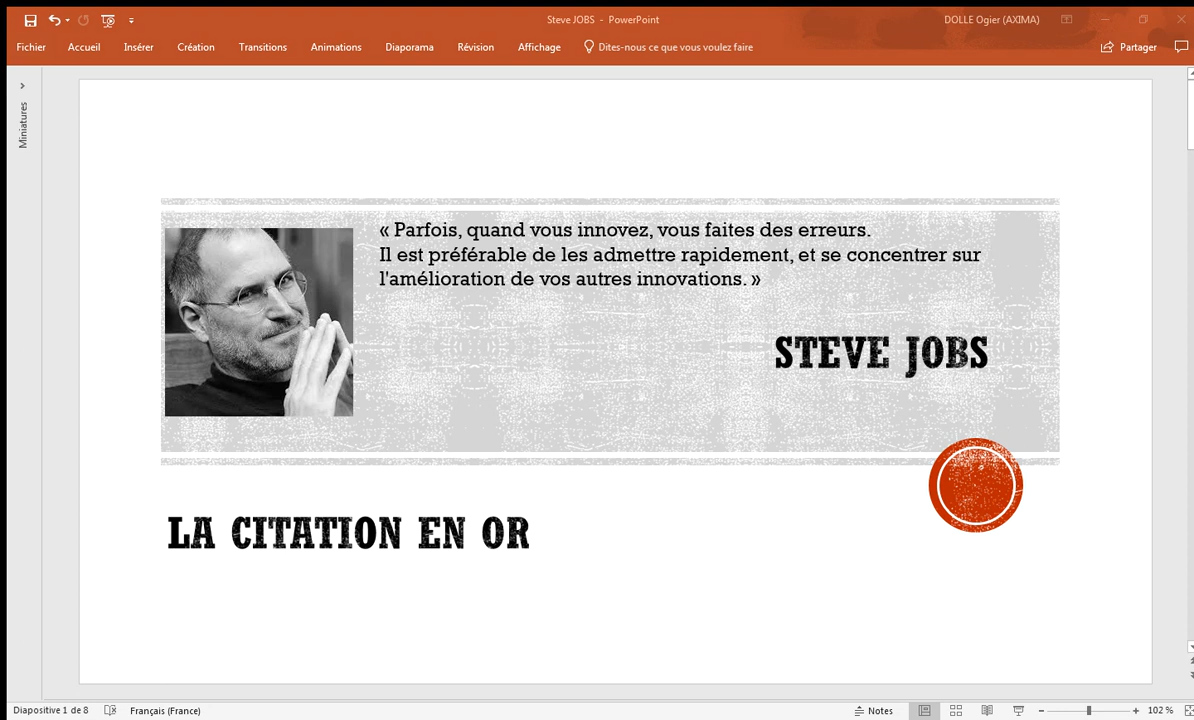 Steve JOBS - PowerPoint
DOLLE Ogier (AXIMA)
Fichier Accueil Insérer Création Transitions Animations Diaporama Révision Affichage Dites-nous ce que vous voulez faire Partager
Miniatures
« Parfois, quand vous innovez, vous faites des erreurs.
Il est préférable de les admettre rapidement, et se concentrer sur
l'amélioration de vos autres innovations. »
STEVE JOBS
LA CITATION EN OR
Diapositive 1 de 8 Français (France) Notes 102 %